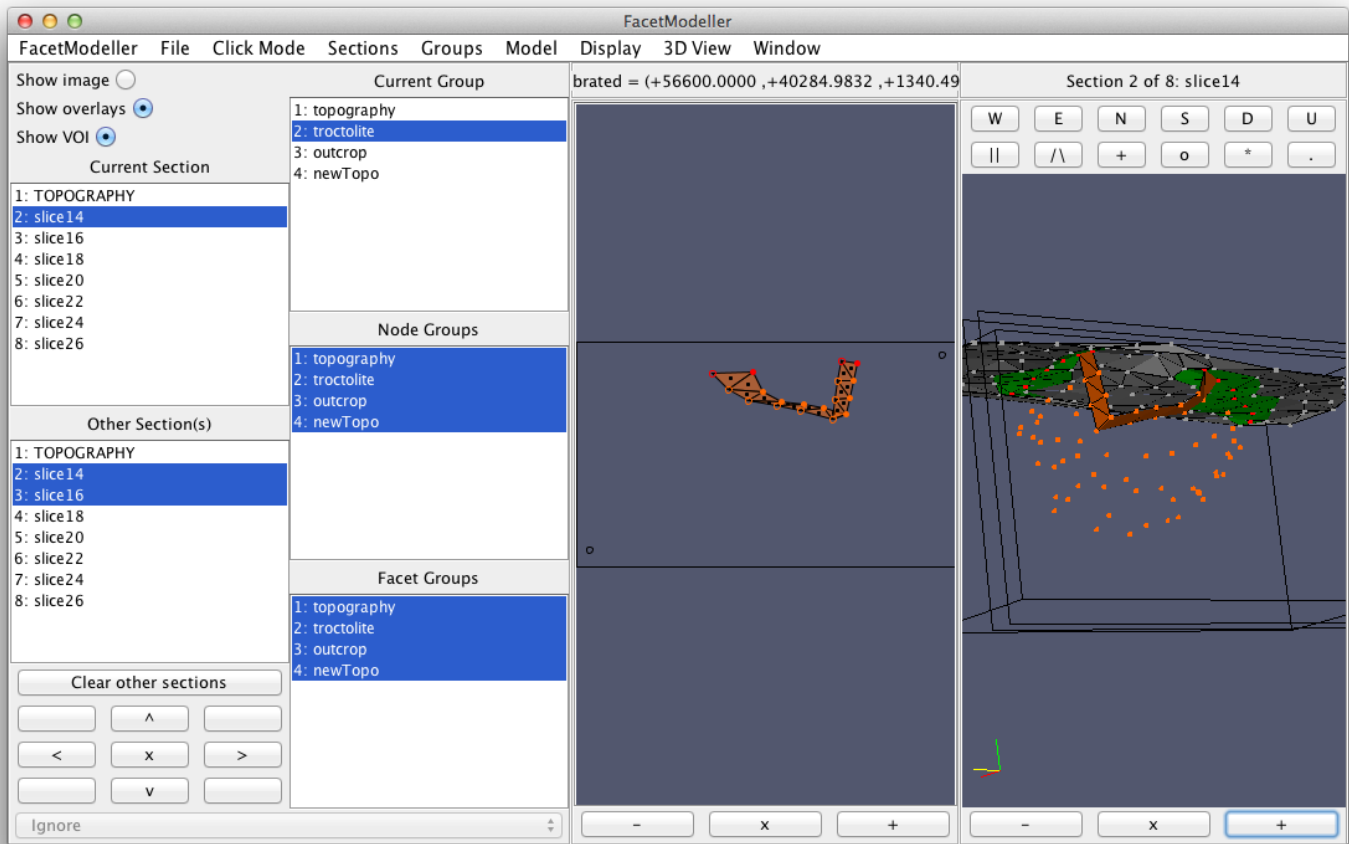 FacetModeller
FacetModeller File Click Mode Sections Groups Model Display 3D View Window
Show image
Show overlays
Show VOI
Current Section
1: TOPOGRAPHY
2: slice14
3: slice16
4: slice18
5: slice20
6: slice22
7: slice24
8: slice26
Other Section(s)
1: TOPOGRAPHY
2: slice14
3: slice16
4: slice18
5: slice20
6: slice22
7: slice24
8: slice26
Clear other sections
^
< x >
v
Ignore
Current Group
1: topography
2: troctolite
3: outcrop
4: newTopo
Node Groups
1: topography
2: troctolite
3: outcrop
4: newTopo
Facet Groups
1: topography
2: troctolite
3: outcrop
4: newTopo
brated = (+56600.0000 ,+40284.9832 ,+1340.49
- x +
Section 2 of 8: slice14
W E N S D U
|| /\ + o * .
- x +